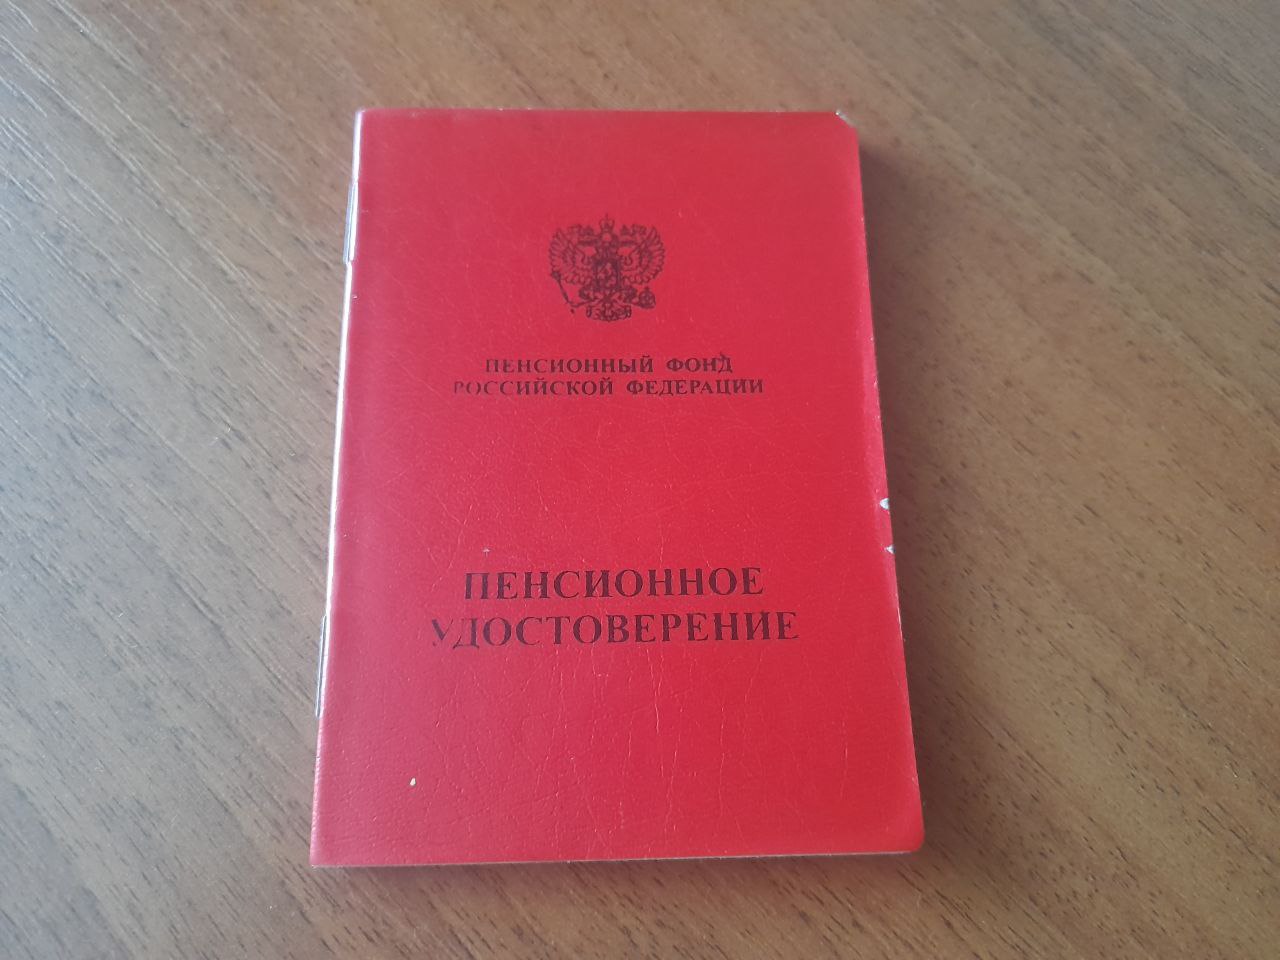 ПЕНСИОННЫЙ ФОНД
РОССИЙСКОЙ ФЕДЕРАЦИИ
ПЕНСИОННОЕ
УДОСТОВЕРЕНИЕ